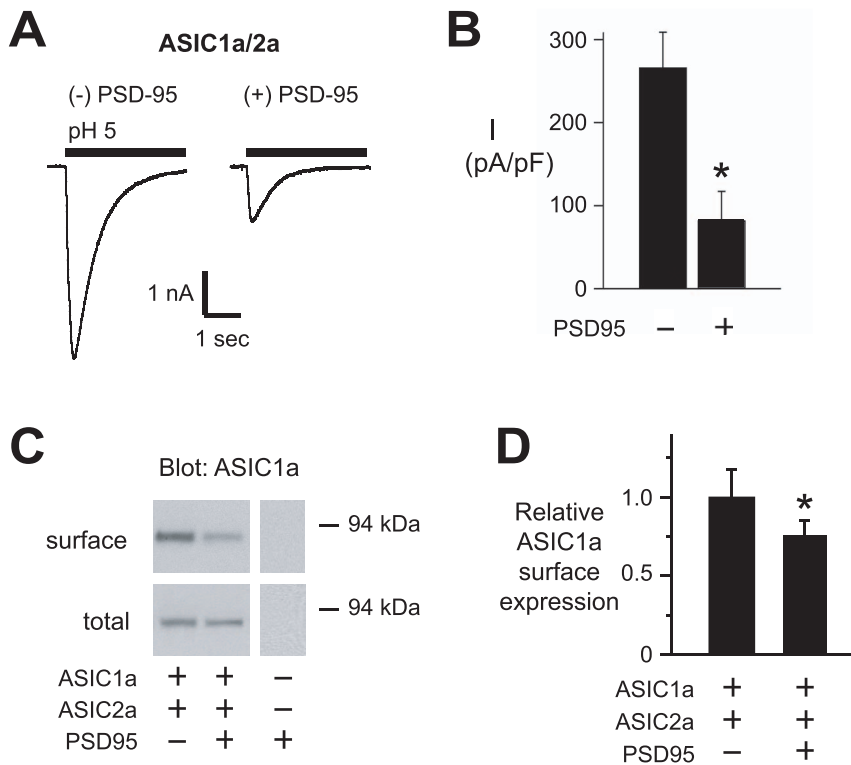 A
ASIC1a/2a
(-) PSD-95
(+) PSD-95
pH 5
1 nA
1 sec
B
300
200
100
0
I
(pA/pF)
*
PSD95 – +
C
Blot: ASIC1a
surface
94 kDa
total
94 kDa
ASIC1a + + –
ASIC2a + + –
PSD95 – + +
D
Relative
ASIC1a
surface
expression
1.0
0.5
0
*
ASIC1a + +
ASIC2a + +
PSD95 – +